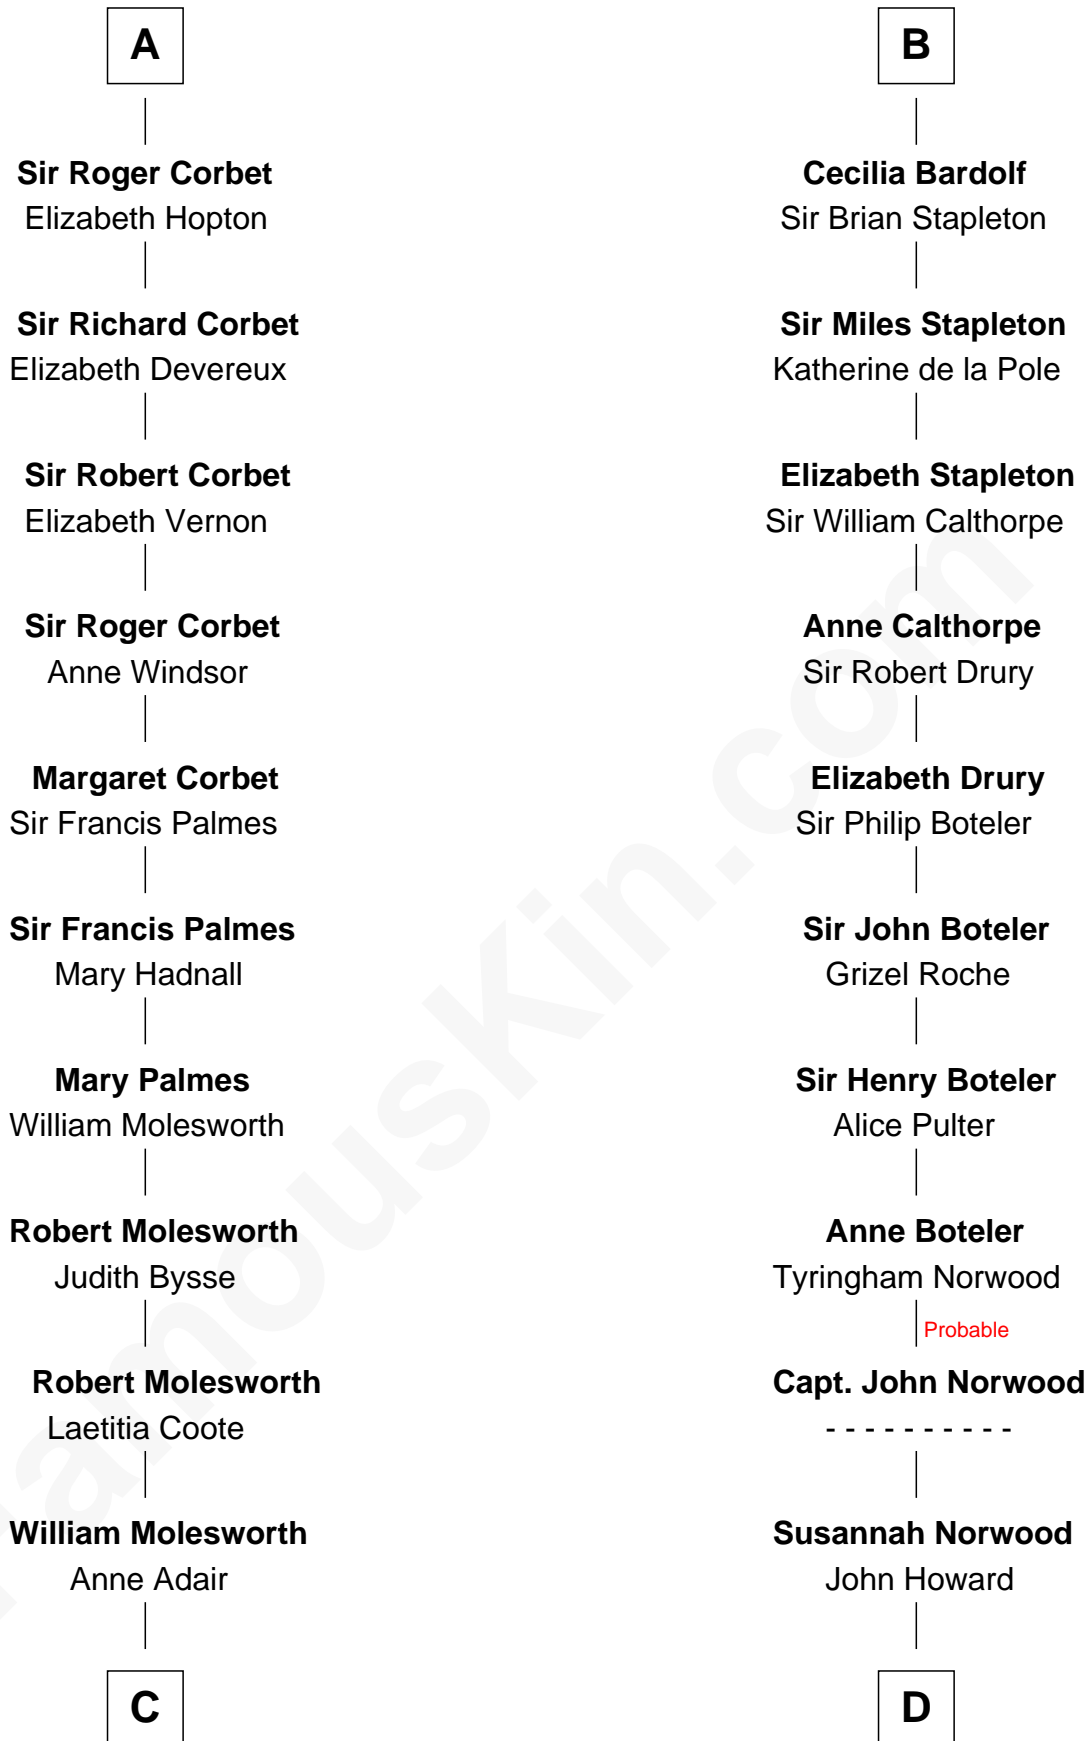 A
Sir Roger Corbet
Elizabeth Hopton
Sir Richard Corbet
Elizabeth Devereux
Sir Robert Corbet
Elizabeth Vernon
Sir Roger Corbet
Anne Windsor
Margaret Corbet
Sir Francis Palmes
Sir Francis Palmes
Mary Hadnall
Mary Palmes
William Molesworth
Robert Molesworth
Judith Bysse
Robert Molesworth
Laetitia Coote
William Molesworth
Anne Adair
C
B
Cecilia Bardolf
Sir Brian Stapleton
Sir Miles Stapleton
Katherine de la Pole
Elizabeth Stapleton
Sir William Calthorpe
Anne Calthorpe
Sir Robert Drury
Elizabeth Drury
Sir Philip Boteler
Sir John Boteler
Grizel Roche
Sir Henry Boteler
Alice Pulter
Anne Boteler
Tyringham Norwood
Probable
Capt. John Norwood
- - - - - - - - - -
Susannah Norwood
John Howard
D
FamousKin.com